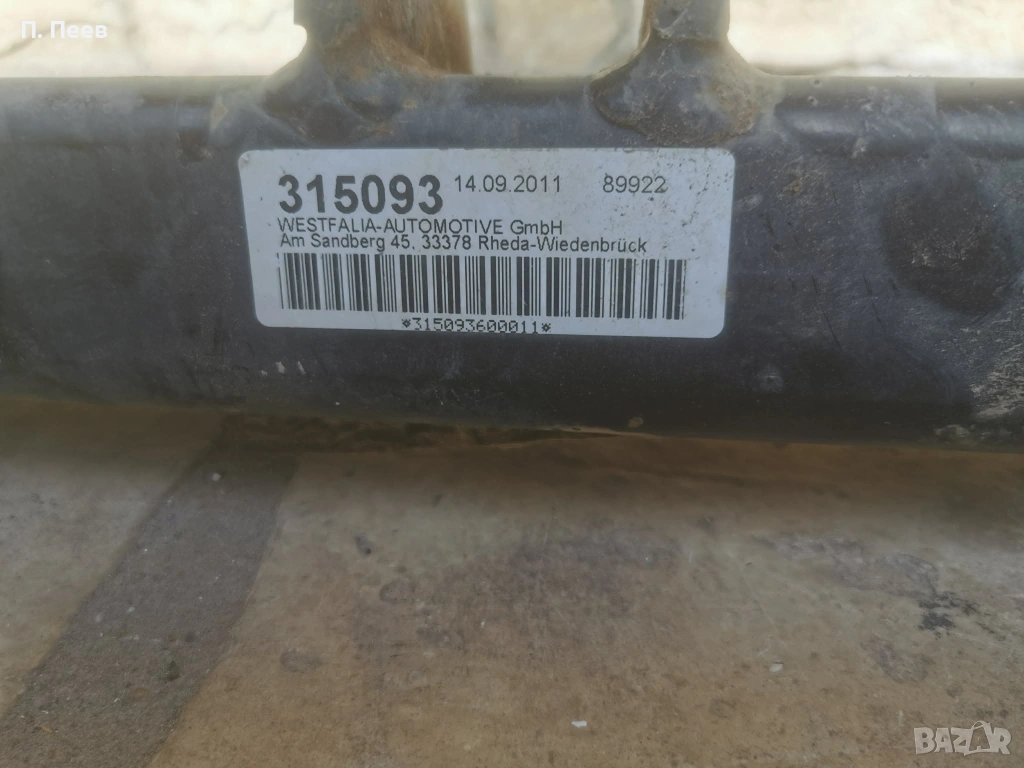 П. Пеев
315093 14.09.2011 89922
WESTFALIA-AUTOMOTIVE GmbH
Am Sandberg 45, 33378 Rheda-Wiedenbrück
*315093600011*
BAZAR